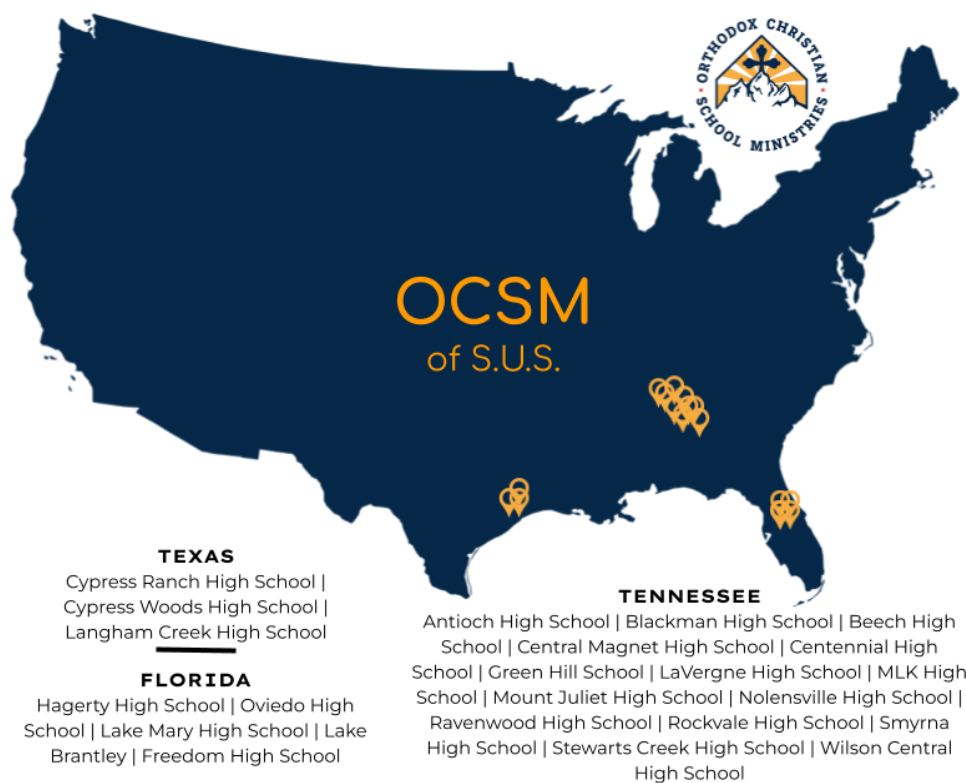 ORTHODOX CHRISTIAN
SCHOOL MINISTRIES
OCSM
of S.U.S.
TEXAS
Cypress Ranch High School |
Cypress Woods High School |
Langham Creek High School
FLORIDA
Hagerty High School | Oviedo High
School | Lake Mary High School | Lake
Brantley | Freedom High School
TENNESSEE
Antioch High School | Blackman High School | Beech High
School | Central Magnet High School | Centennial High
School | Green Hill School | LaVergne High School | MLK High
School | Mount Juliet High School | Nolensville High School |
Ravenwood High School | Rockvale High School | Smyrna
High School | Stewarts Creek High School | Wilson Central
High School